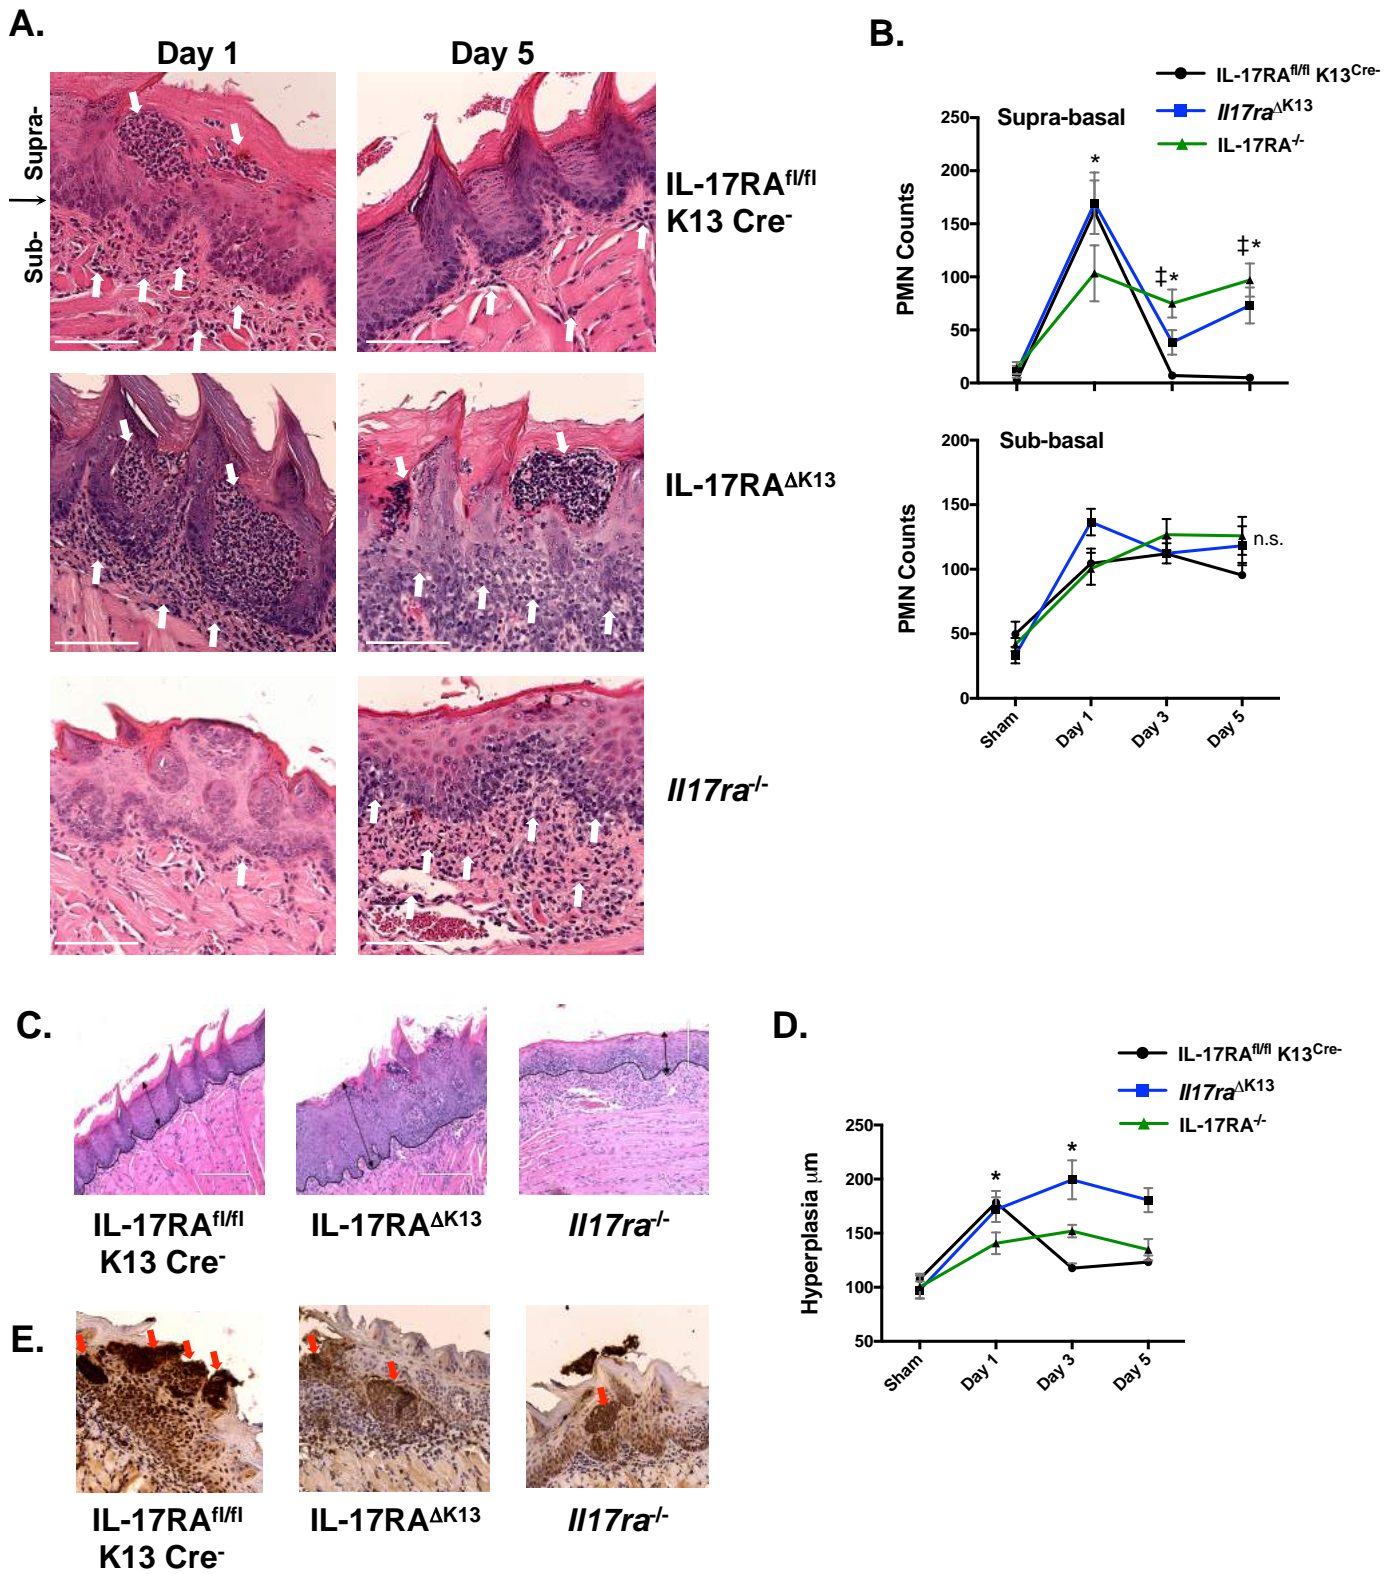 A.
Day 1
Day 5
Supra-
Sub-
IL-17RAfl/fl
K13 Cre-
IL-17RAΔK13
Il17ra-/-
B.
IL-17RAfl/fl K13Cre-
Il17raΔK13
IL-17RA-/-
Supra-basal
PMN Counts
250
200
150
100
50
0
*
‡*
‡*
Sub-basal
PMN Counts
200
150
100
50
0
n.s.
Sham
Day 1
Day 3
Day 5
C.
IL-17RAfl/fl
K13 Cre-
IL-17RAΔK13
Il17ra-/-
D.
IL-17RAfl/fl K13Cre-
Il17raΔK13
IL-17RA-/-
Hyperplasia μm
250
200
150
100
50
*
*
Sham
Day 1
Day 3
Day 5
E.
IL-17RAfl/fl
K13 Cre-
IL-17RAΔK13
Il17ra-/-